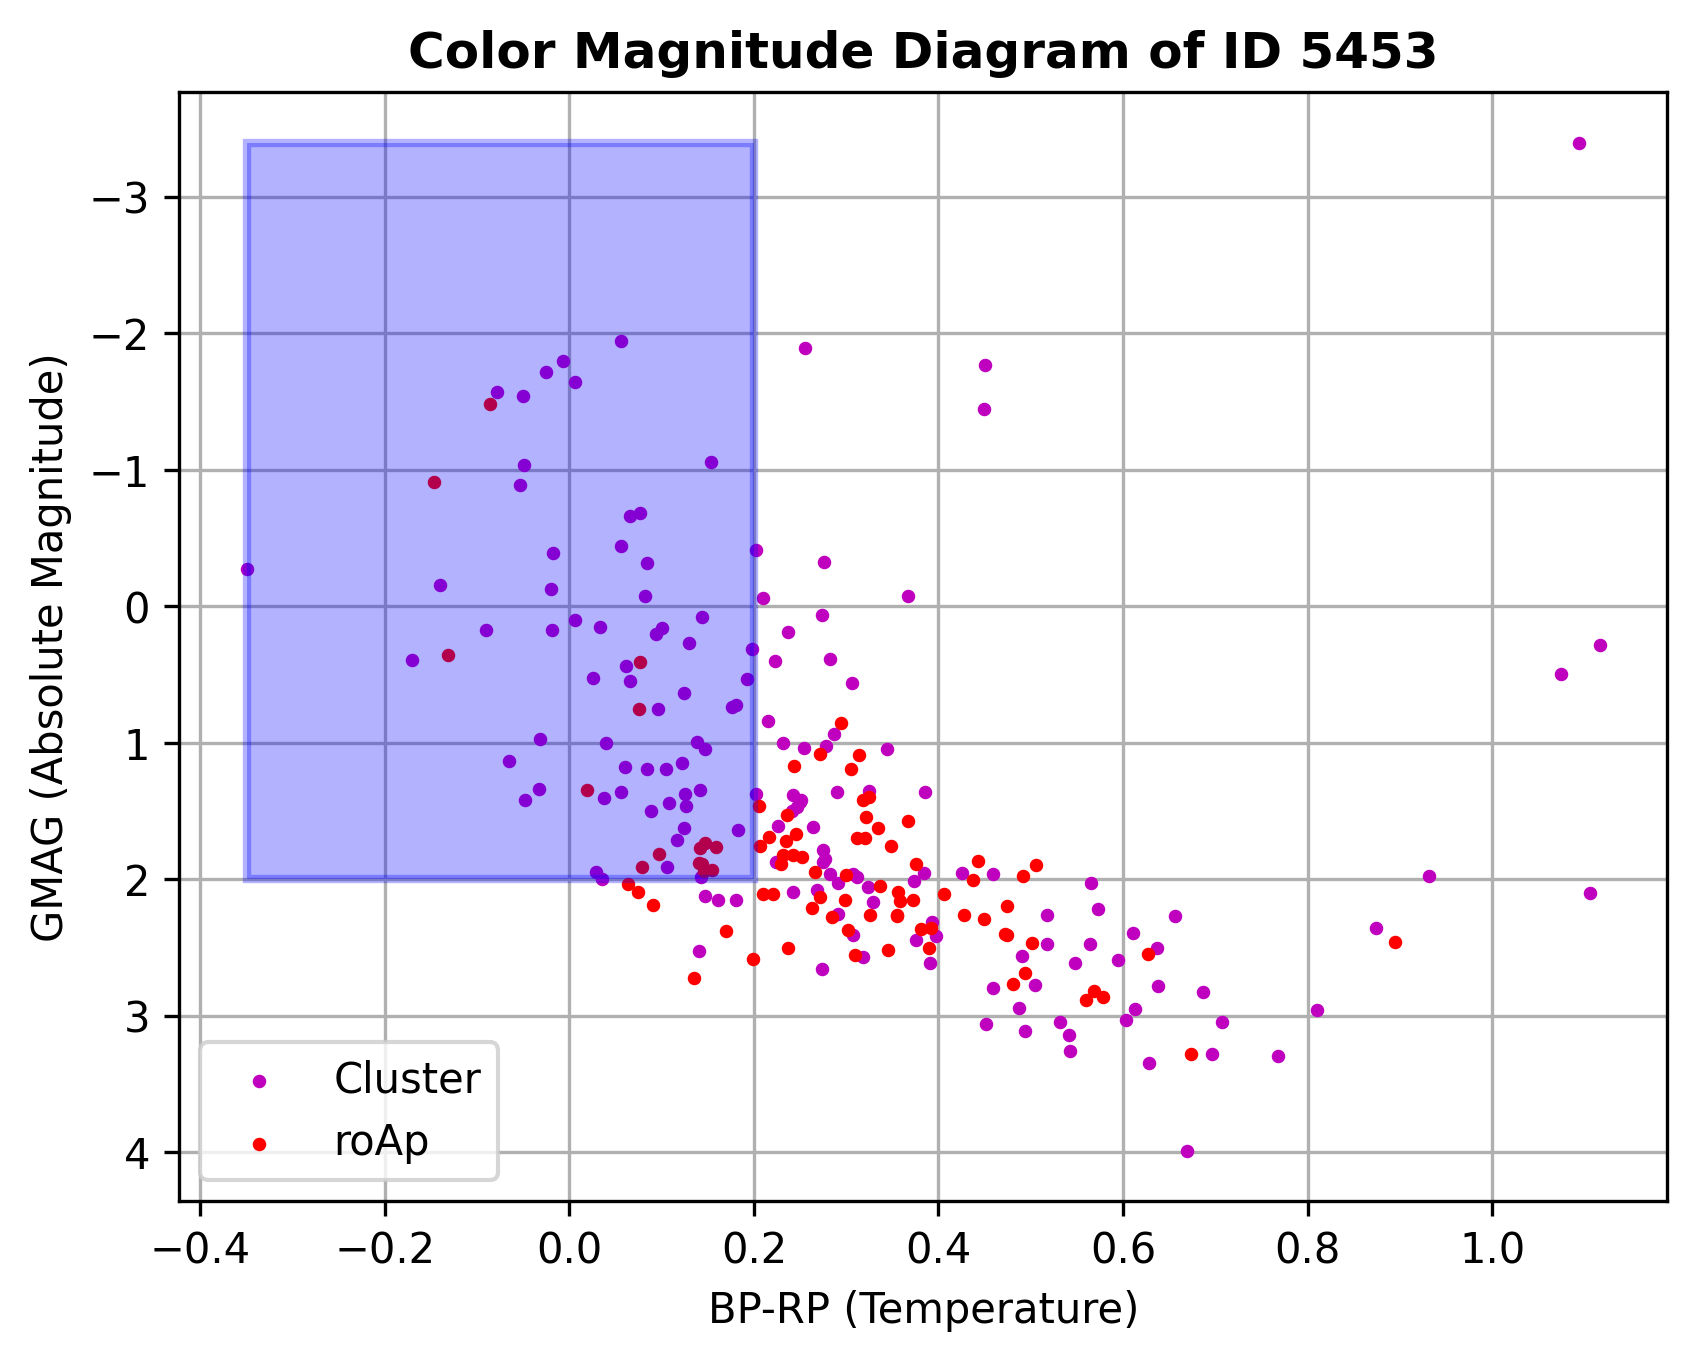 Color Magnitude Diagram of ID 5453
GMAG (Absolute Magnitude)
−3
−2
−1
0
1
2
3
4
Cluster
roAp
−0.4 −0.2 0.0 0.2 0.4 0.6 0.8 1.0
BP-RP (Temperature)